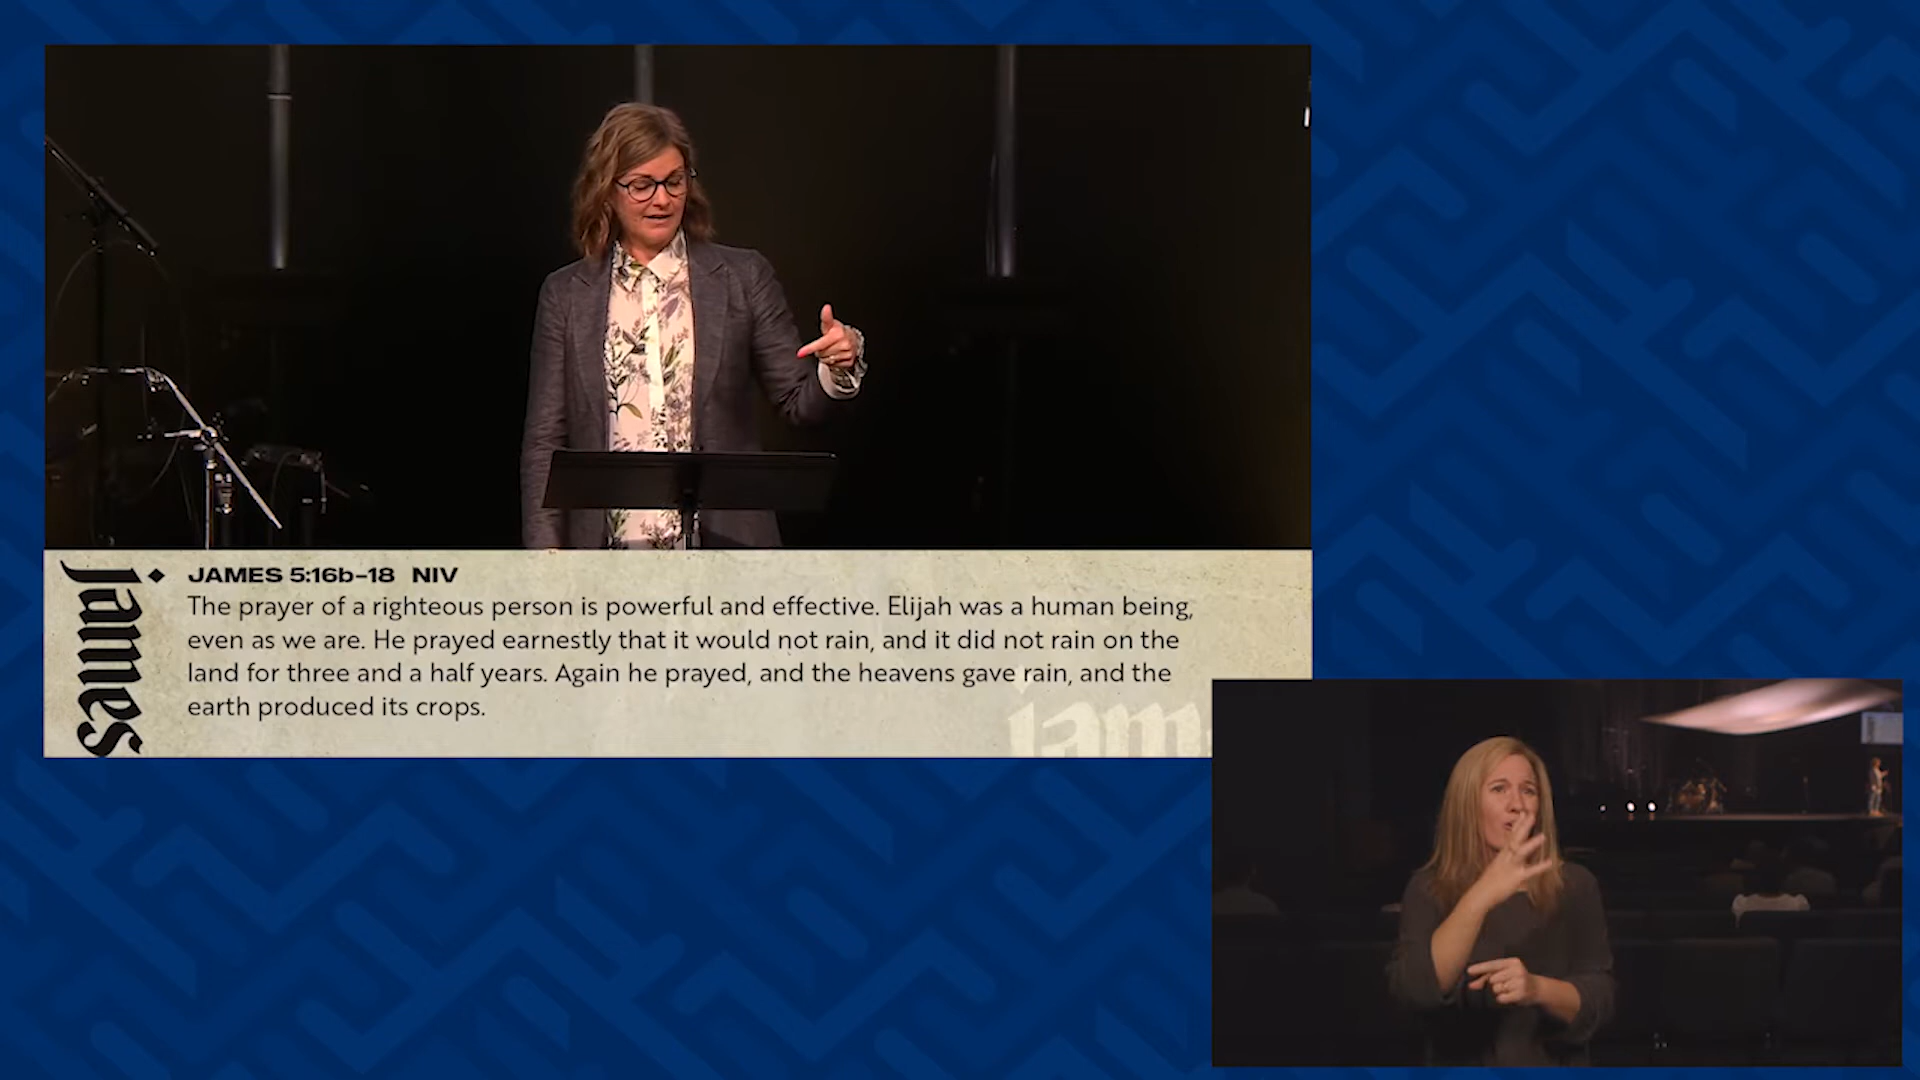 James
JAMES 5:16b-18 NIV
The prayer of a righteous person is powerful and effective. Elijah was a human being,
even as we are. He prayed earnestly that it would not rain, and it did not rain on the
land for three and a half years. Again he prayed, and the heavens gave rain, and the
earth produced its crops.
jam